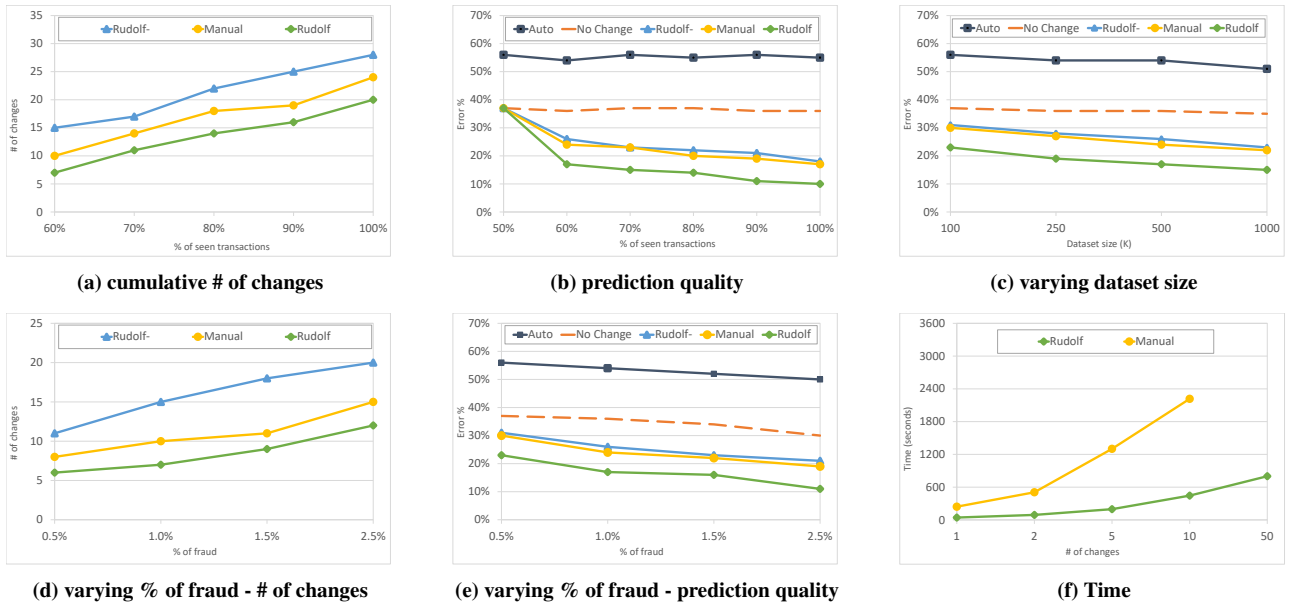 35
30
25
20
15
10
5
0
# of changes
Rudolf- Manual Rudolf
60% 70% 80% 90% 100%
% of seen transactions
(a) cumulative # of changes
70%
60%
50%
40%
30%
20%
10%
0%
Error %
Auto No Change Rudolf- Manual Rudolf
50% 60% 70% 80% 90% 100%
% of seen transactions
(b) prediction quality
70%
60%
50%
40%
30%
20%
10%
0%
Error %
Auto No Change Rudolf- Manual Rudolf
100 250 500 1000
Dataset size (K)
(c) varying dataset size
25
20
15
10
5
0
# of changes
Rudolf- Manual Rudolf
0.5% 1.0% 1.5% 2.5%
% of fraud
(d) varying % of fraud - # of changes
70%
60%
50%
40%
30%
20%
10%
0%
Error %
Auto No Change Rudolf- Manual Rudolf
0.5% 1.0% 1.5% 2.5%
% of fraud
(e) varying % of fraud - prediction quality
3600
3000
2400
1800
1200
600
0
Time (seconds)
Rudolf Manual
1 2 5 10 50
# of changes
(f) Time